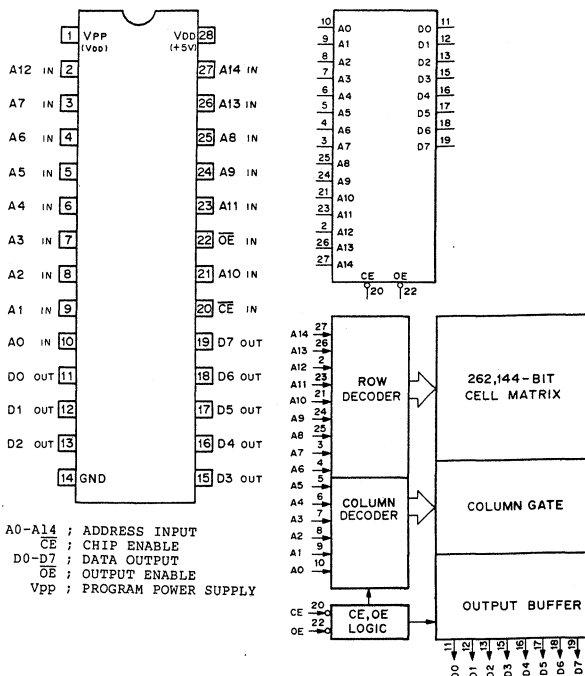 1 VPP VDD 28
(VDD) (+5V)
A12 IN 2 27 A14 IN
A7 IN 3 26 A13 IN
A6 IN 4 25 A8 IN
A5 IN 5 24 A9 IN
A4 IN 6 23 A11 IN
A3 IN 7 22 OE IN
A2 IN 8 21 A10 IN
A1 IN 9 20 CE IN
A0 IN 10 19 D7 OUT
D0 OUT 11 18 D6 OUT
D1 OUT 12 17 D5 OUT
D2 OUT 13 16 D4 OUT
14 GND 15 D3 OUT
A0-A14 ; ADDRESS INPUT
CE ; CHIP ENABLE
D0-D7 ; DATA OUTPUT
OE ; OUTPUT ENABLE
Vpp ; PROGRAM POWER SUPPLY
10 A0 D0 11
9 A1 D1 12
8 A2 D2 13
7 A3 D3 15
6 A4 D4 16
5 A5 D5 17
4 A6 D6 18
3 A7 D7 19
25 A8
24 A9
21 A10
23 A11
2 A12
26 A13
27 A14
CE OE
20 22
A14 27
A13 26
A12 2
A11 23
A10 21
A9 24
A8 25
A7 3
A6 4
A5 5
A4 6
A3 7
A2 8
A1 9
A0 10
ROW
DECODER
COLUMN
DECODER
262,144-BIT
CELL MATRIX
COLUMN GATE
OUTPUT BUFFER
CE 20
OE 22
CE, OE
LOGIC
11 12 13 15 16 17 18 19
D0 D1 D2 D3 D4 D5 D6 D7